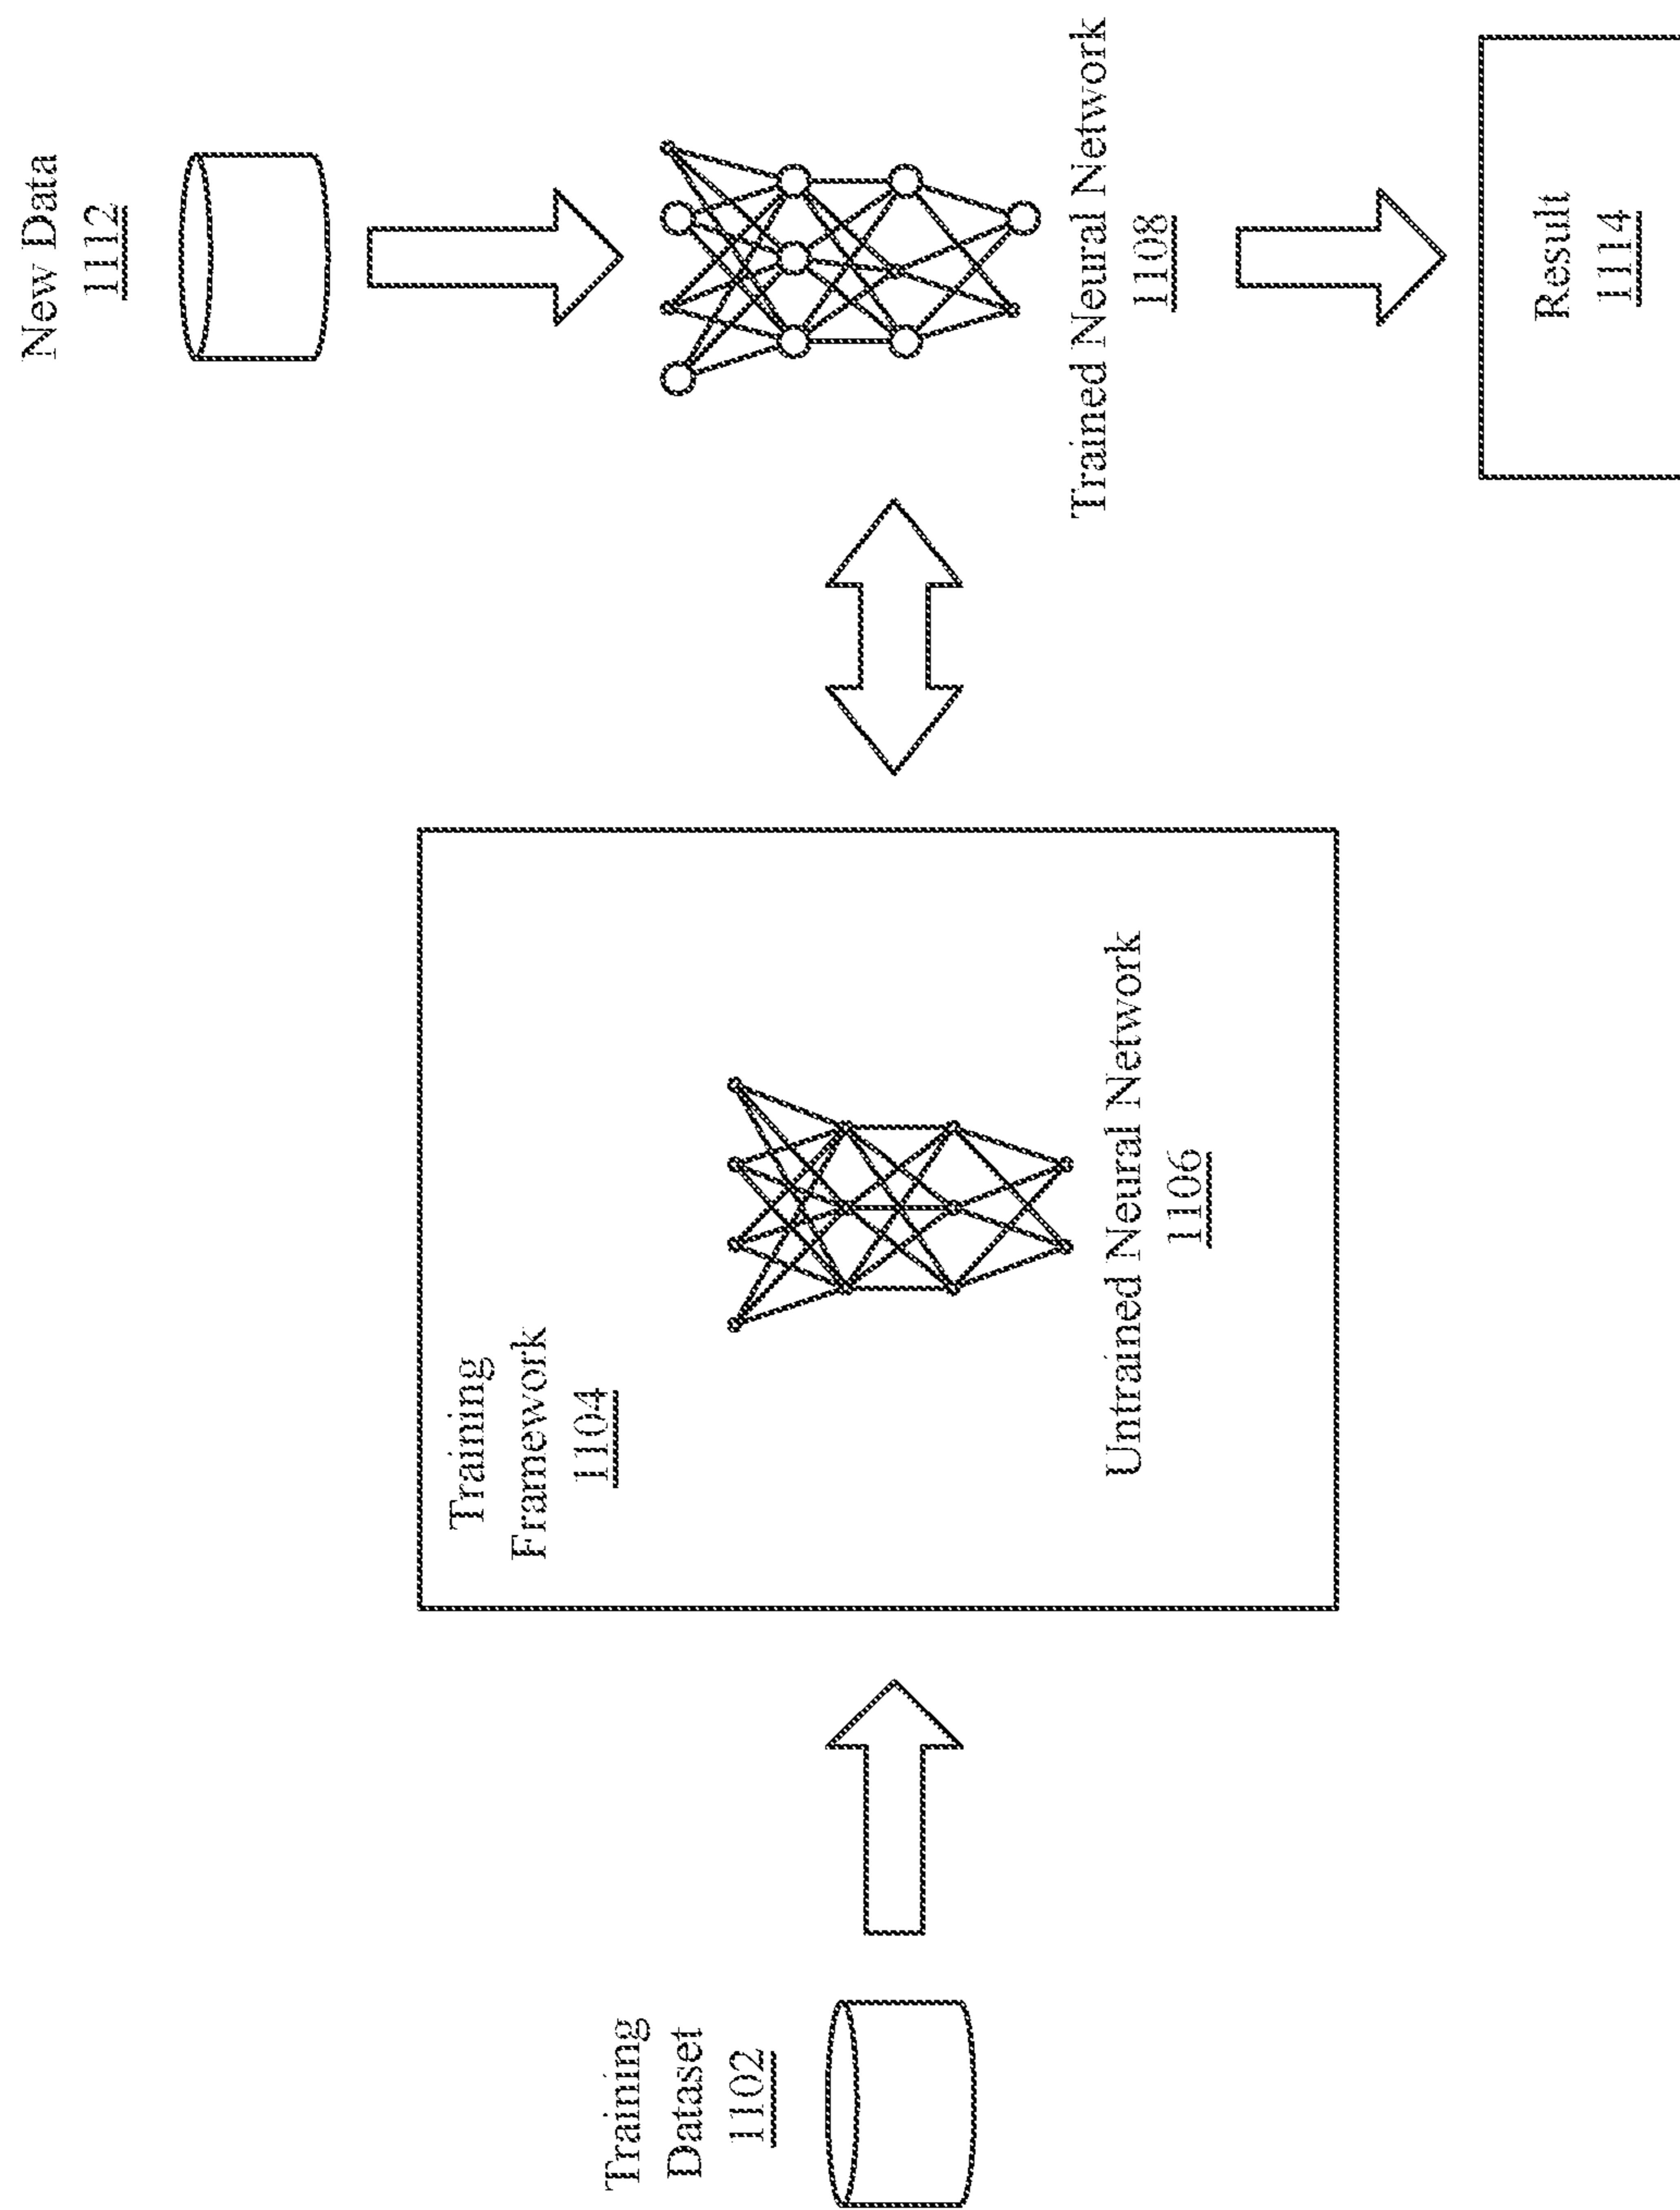 Training
Dataset
1102
Training
Framework
1104
Untrained Neural Network
1106
New Data
1112
Trained Neural Network
1108
Result
1114